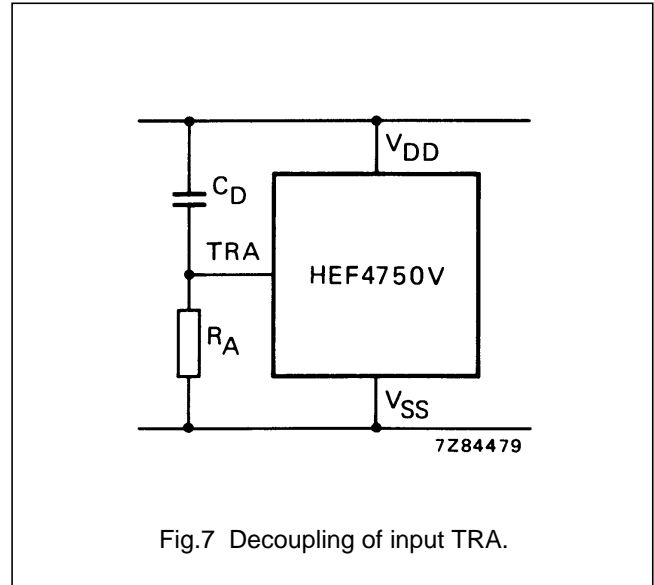 V_DD
C_D
TRA
HEF4750V
R_A
V_SS
7Z84479
Fig.7 Decoupling of input TRA.